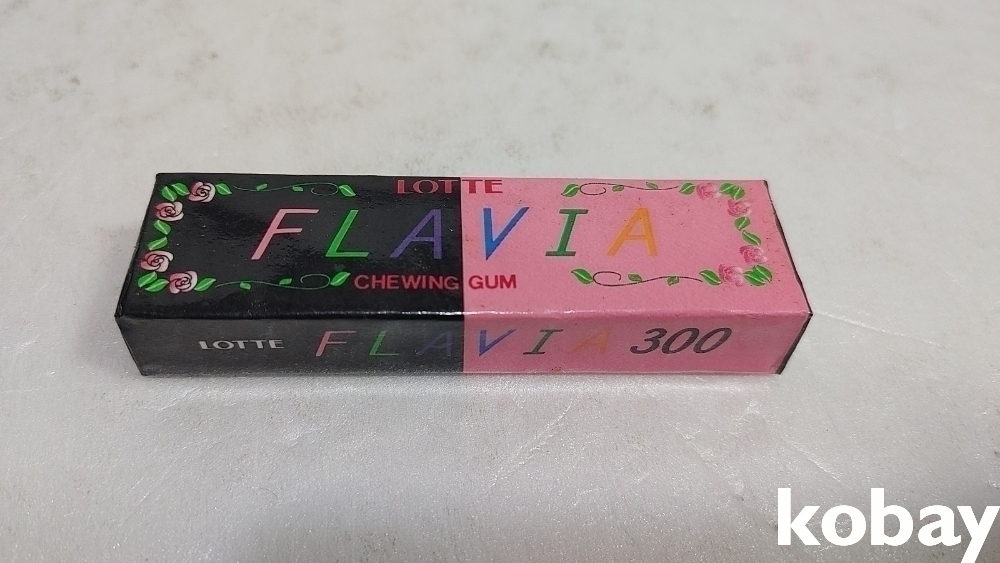 LOTTE
FLAVIA
CHEWING GUM
LOTTE FLAVIA 300
kobay